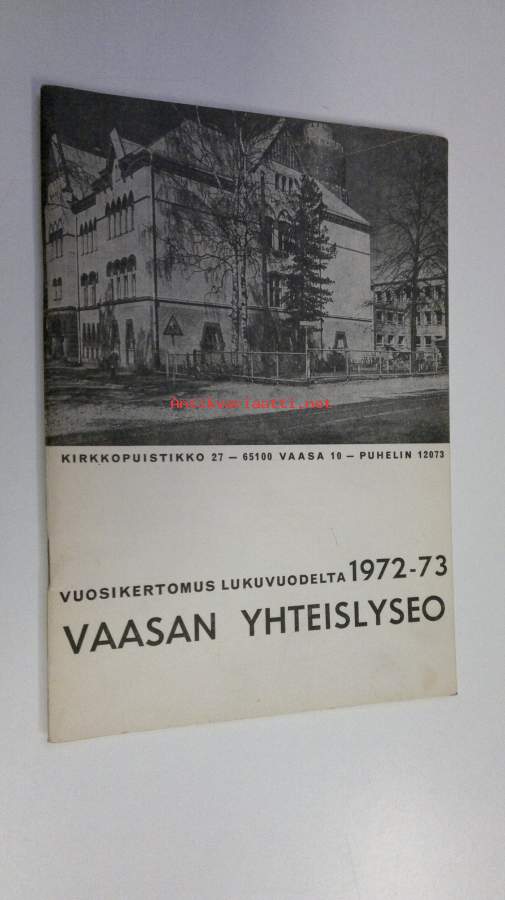 Antikvariaatti.net
KIRKKOPUISTIKKO 27 – 65100 VAASA 10 – PUHELIN 12073
VUOSIKERTOMUS LUKUVUODELTA 1972-73
VAASAN YHTEISLYSEO